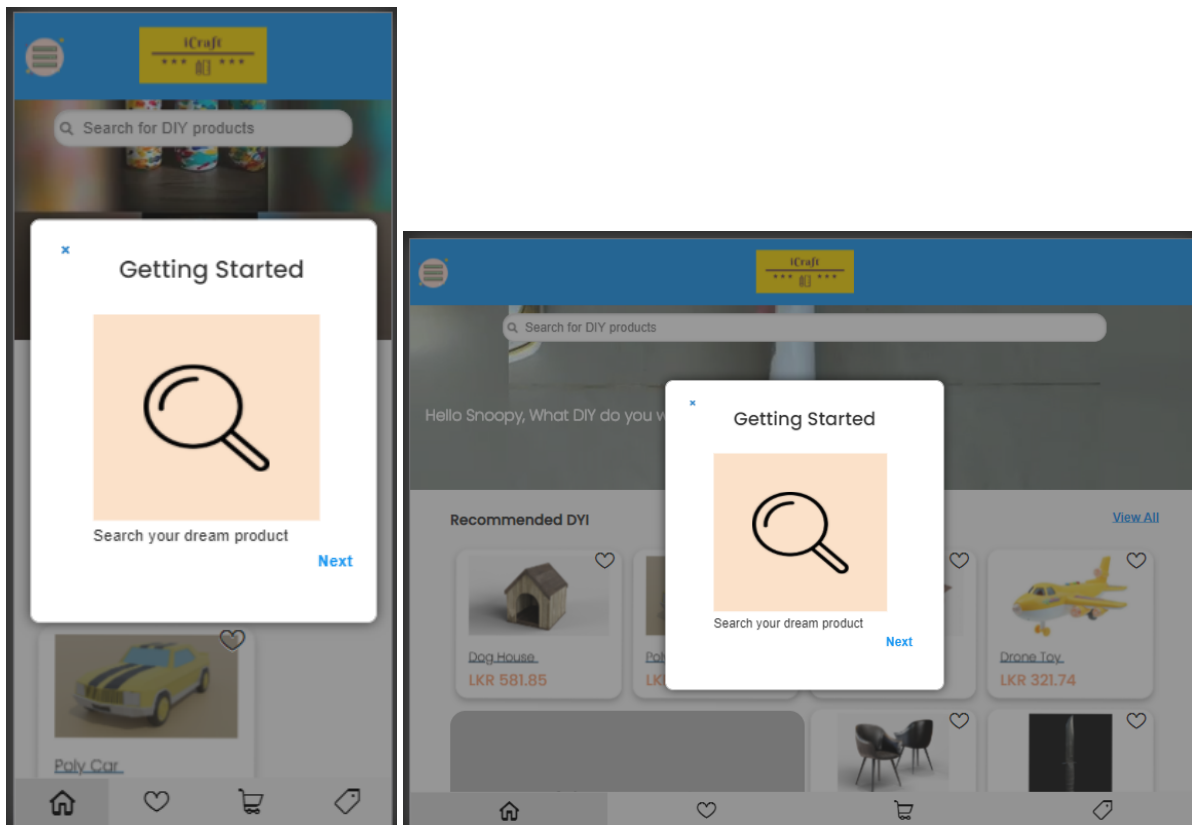 iCraft
Search for DIY products
×
Getting Started
Search your dream product
Next
Poly Car
iCraft
Search for DIY products
Hello Snoopy, What DIY do you w
×
Getting Started
Search your dream product
Next
Recommended DYI
View All
Dog House
LKR 581.85
Pol
LK
Drone Toy
LKR 321.74